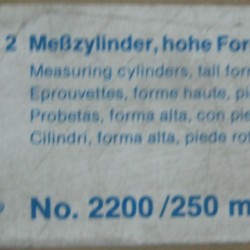 2 Meßzylinder, hohe For
Measuring cylinders, tall form
Eprouvettes, forme haute, pi
Probetas, forma alta, con pie
Cilindri, forma alta, piede rot
No. 2200/250 m